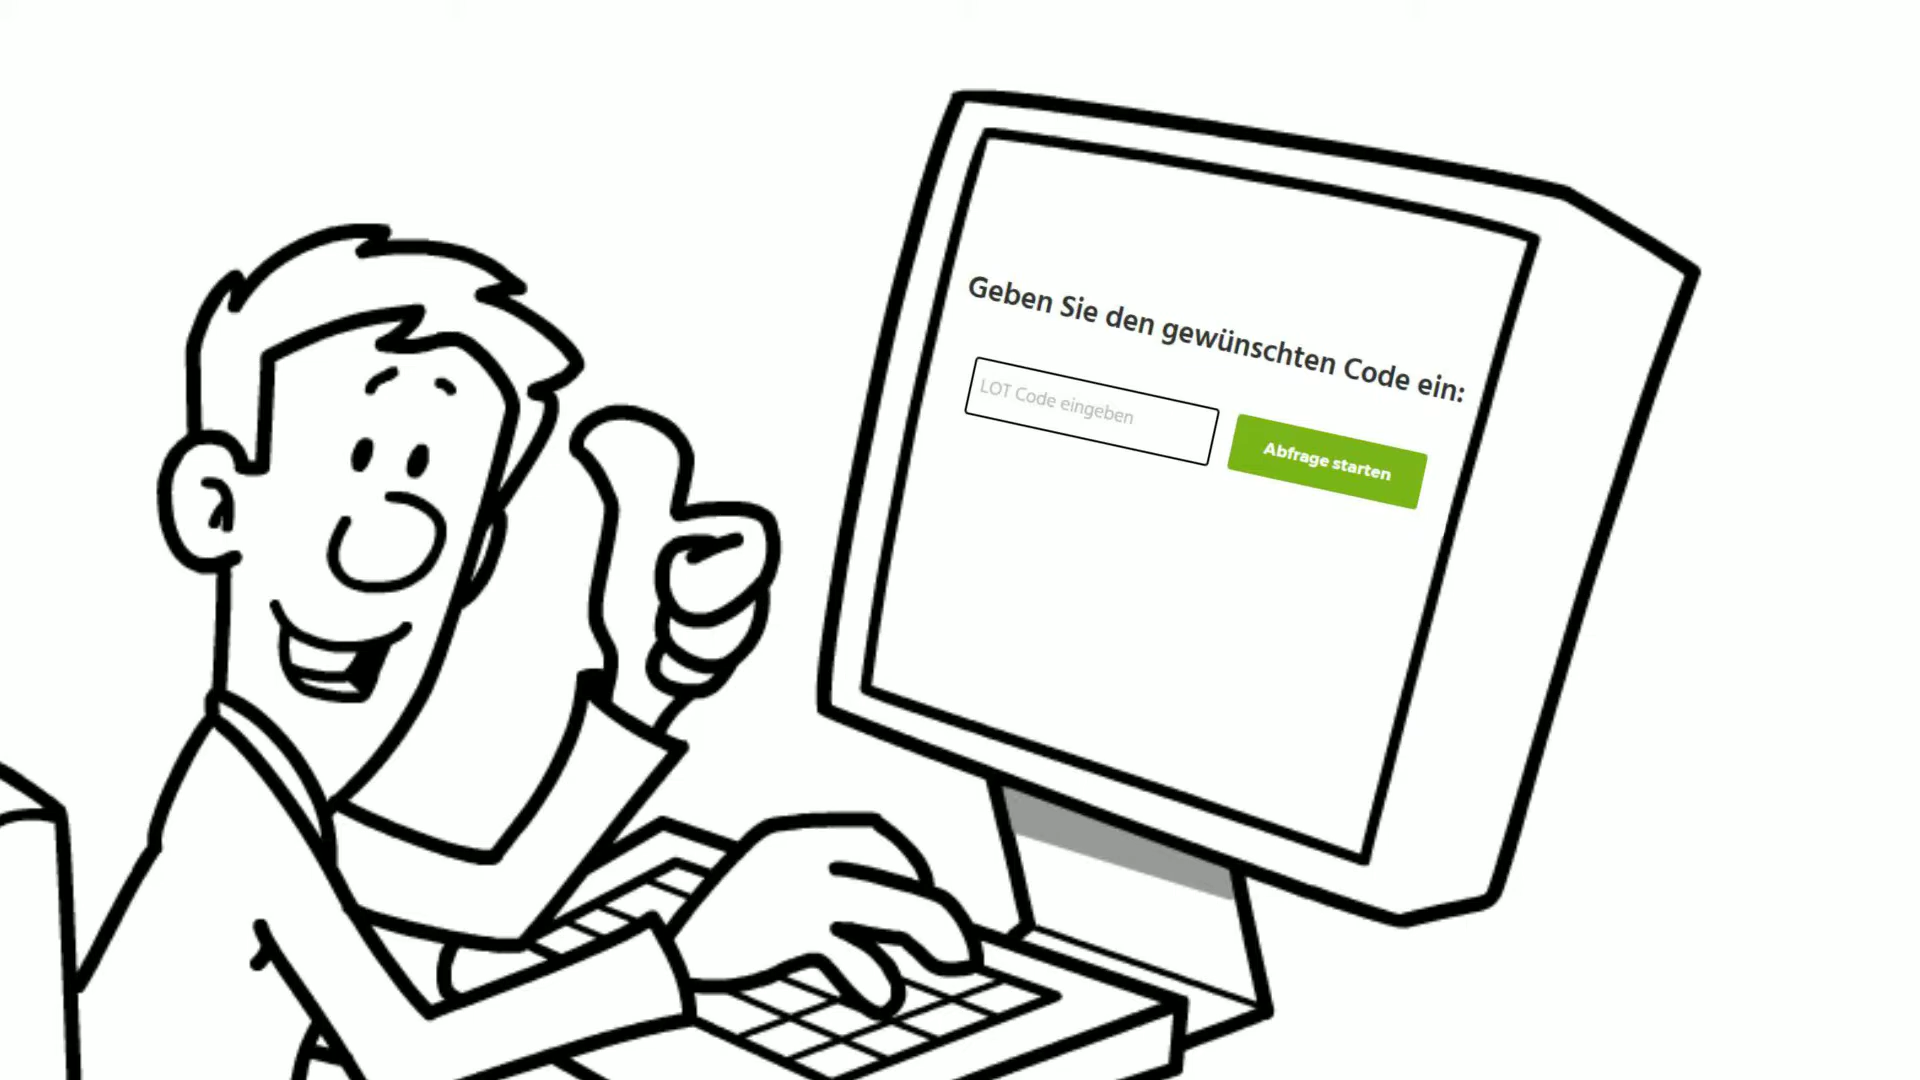 Geben Sie den gewünschten Code ein:
LOT Code eingeben
Abfrage starten